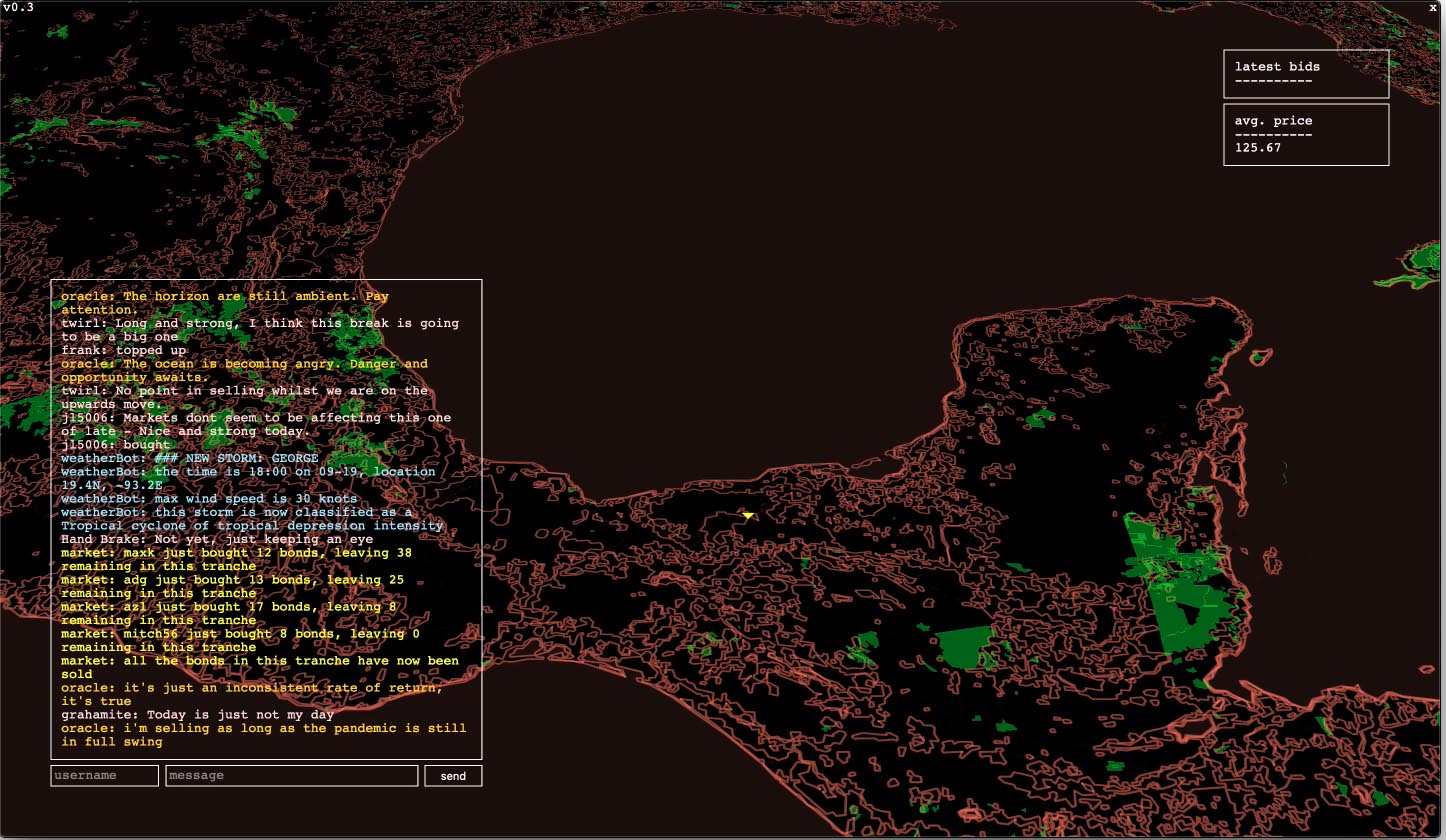 v0.3
x
latest bids
----------
avg. price
----------
125.67
oracle: The horizon are still ambient. Pay
attention.
twirl: Long and strong, I think this break is going
to be a big one
frank: topped up
oracle: The ocean is becoming angry. Danger and
opportunity awaits.
twirl: No point in selling whilst we are on the
upwards move.
jl5006: Markets dont seem to be affecting this one
of late - Nice and strong today.
jl5006: bought
weatherBot: ### NEW STORM: GEORGE
weatherBot: the time is 18:00 on 09-19, location
19.4N, -93.2E
weatherBot: max wind speed is 30 knots
weatherBot: this storm is now classified as a
Tropical cyclone of tropical depression intensity
Hand Brake: Not yet, just keeping an eye
market: maxk just bought 12 bonds, leaving 38
remaining in this tranche
market: adg just bought 13 bonds, leaving 25
remaining in this tranche
market: azl just bought 17 bonds, leaving 8
remaining in this tranche
market: mitch56 just bought 8 bonds, leaving 0
remaining in this tranche
market: all the bonds in this tranche have now been
sold
oracle: it's just an inconsistent rate of return,
it's true
grahamite: Today is just not my day
oracle: i'm selling as long as the pandemic is still
in full swing
username
message
send